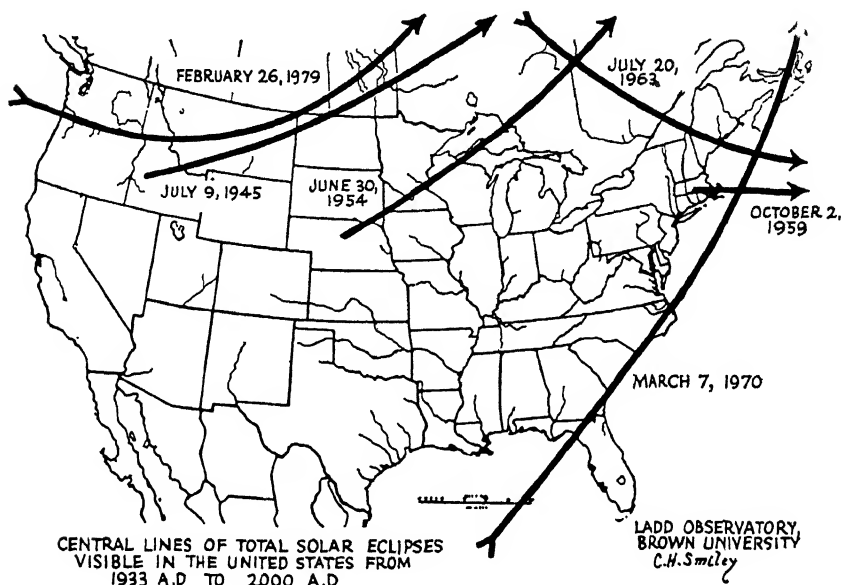 FEBRUARY 26, 1979
JULY 20,
1963
JULY 9, 1945
JUNE 30,
1954
OCTOBER 2,
1959
MARCH 7, 1970
CENTRAL LINES OF TOTAL SOLAR ECLIPSES
VISIBLE IN THE UNITED STATES FROM
1933 A.D TO 2000 A.D
LADD OBSERVATORY,
BROWN UNIVERSITY
C.H. Smiley